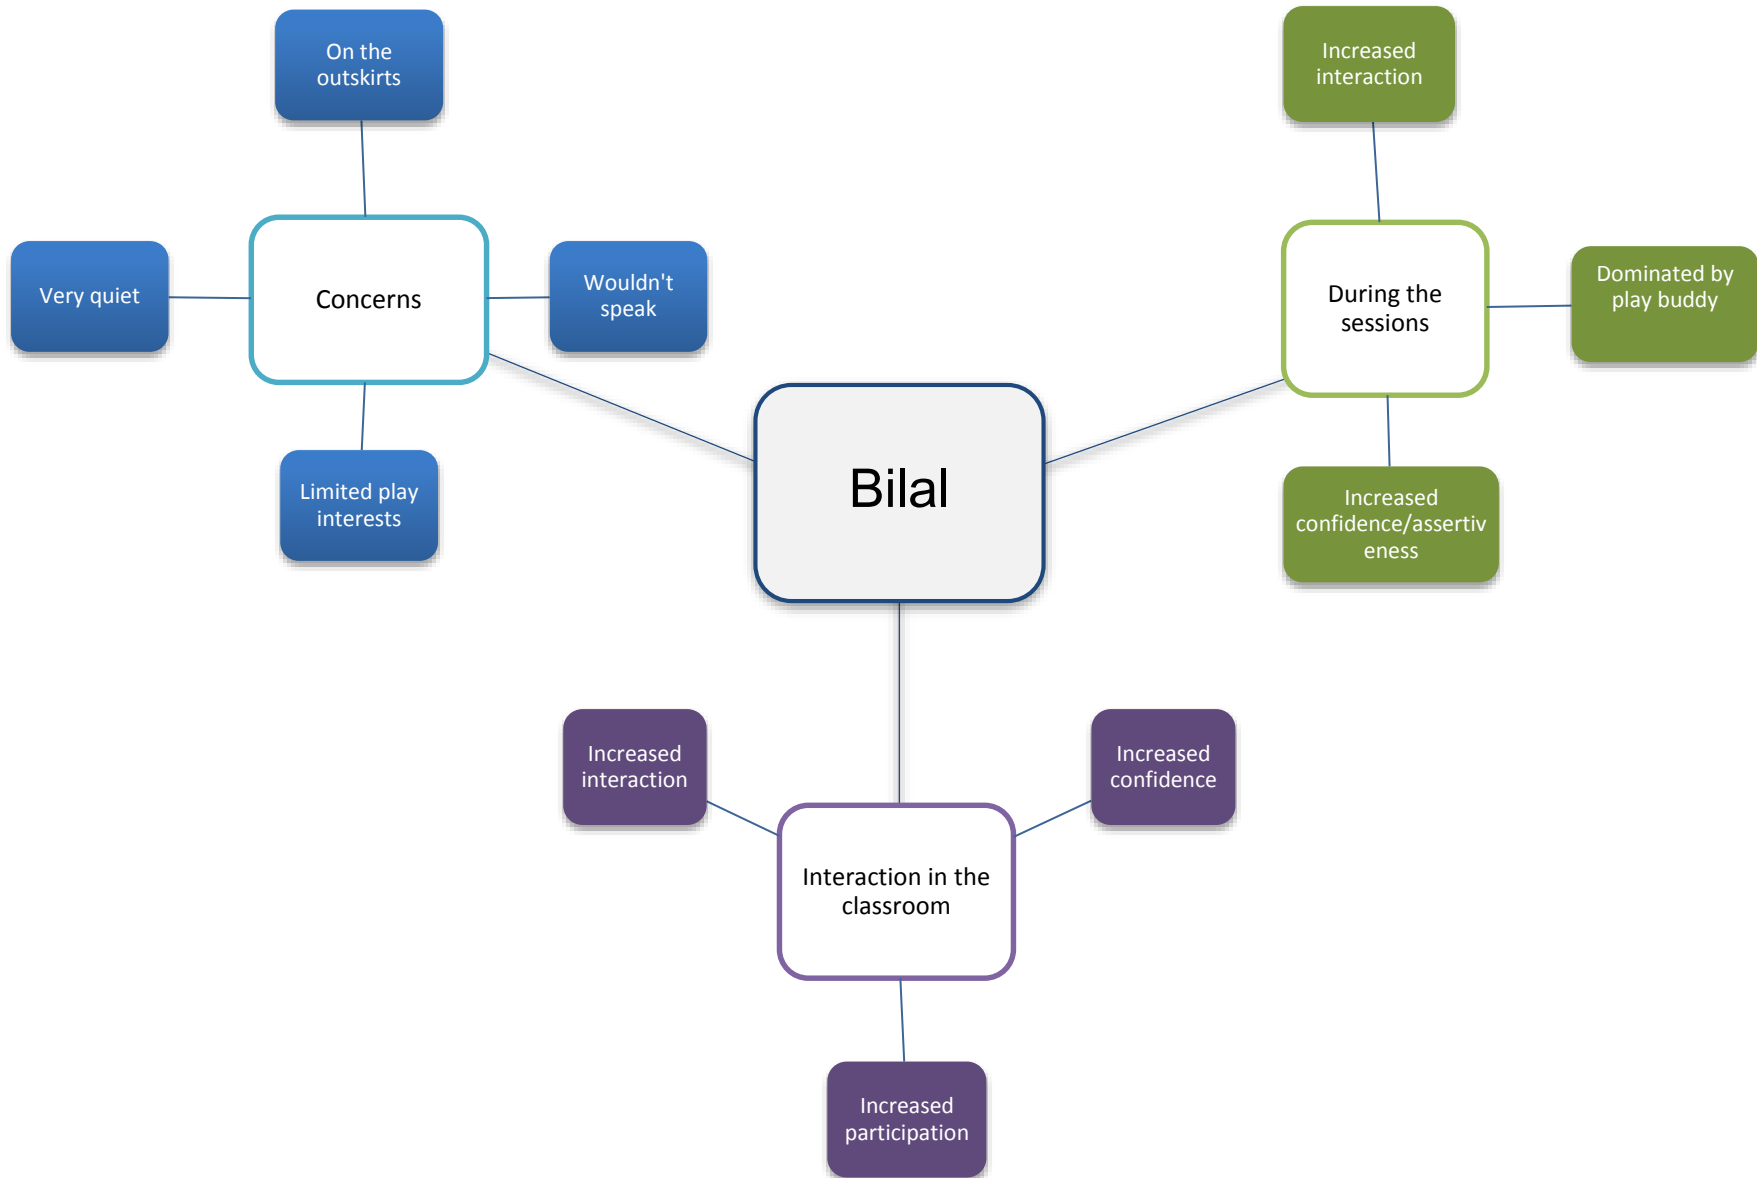 On the
outskirts
Very quiet
Concerns
Wouldn't
speak
Limited play
interests
Increased
interaction
During the
sessions
Dominated by
play buddy
Increased
confidence/assertiv
eness
Bilal
Increased
interaction
Increased
confidence
Interaction in the
classroom
Increased
participation